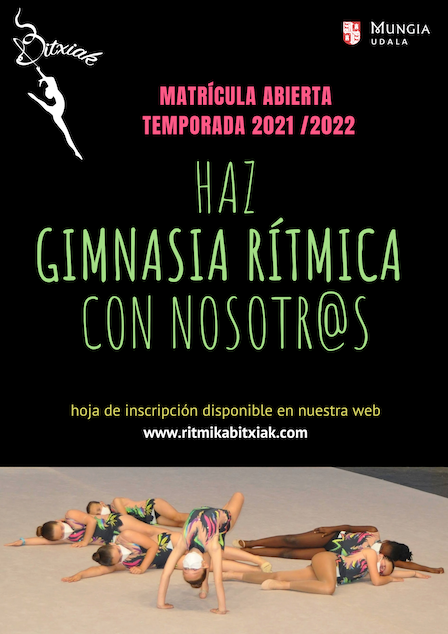 Bitxiak
MUNGIA
UDALA
MATRÍCULA ABIERTA
TEMPORADA 2021 /2022
HAZ
GIMNASIA RÍTMICA
CON NOSOTR@S
hoja de inscripción disponible en nuestra web
www.ritmikabitxiak.com